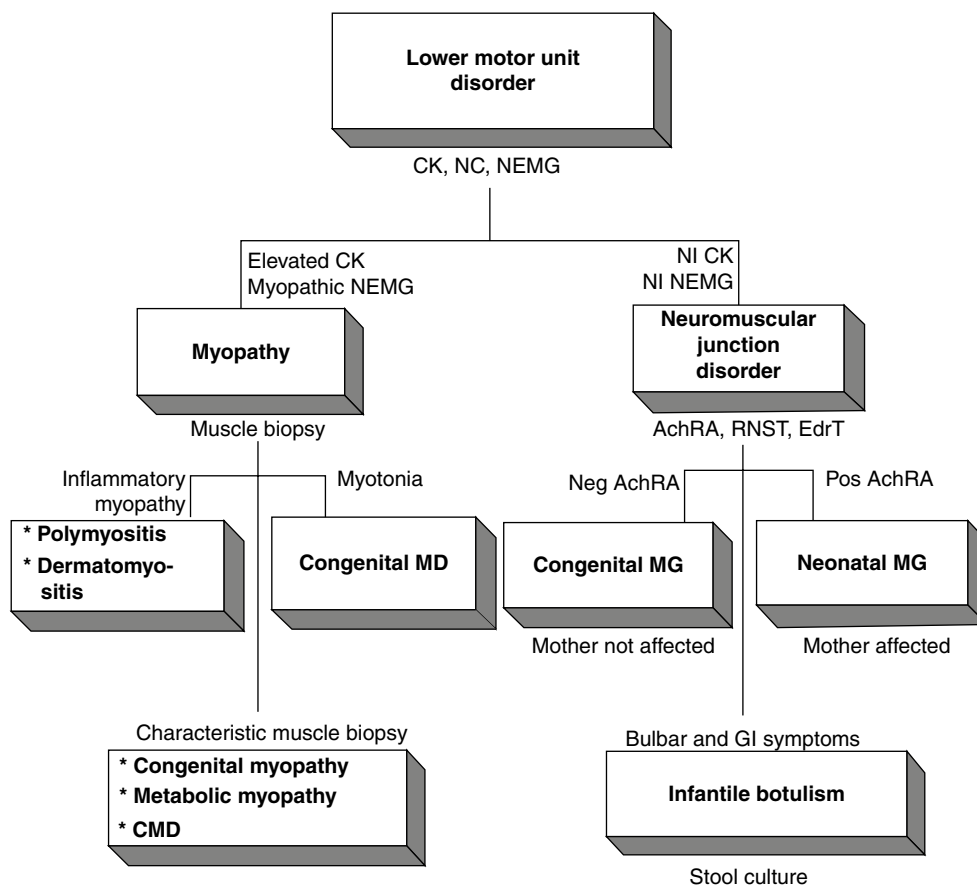 Lower motor unit
disorder
CK, NC, NEMG
Elevated CK
Myopathic NEMG
NI CK
NI NEMG
Myopathy
Neuromuscular
junction
disorder
Muscle biopsy
AchRA, RNST, EdrT
Inflammatory
myopathy
Myotonia
Neg AchRA
Pos AchRA
* Polymyositis
* Dermatomyo-
sitis
Congenital MD
Congenital MG
Neonatal MG
Mother not affected
Mother affected
Characteristic muscle biopsy
* Congenital myopathy
* Metabolic myopathy
* CMD
Bulbar and GI symptoms
Infantile botulism
Stool culture